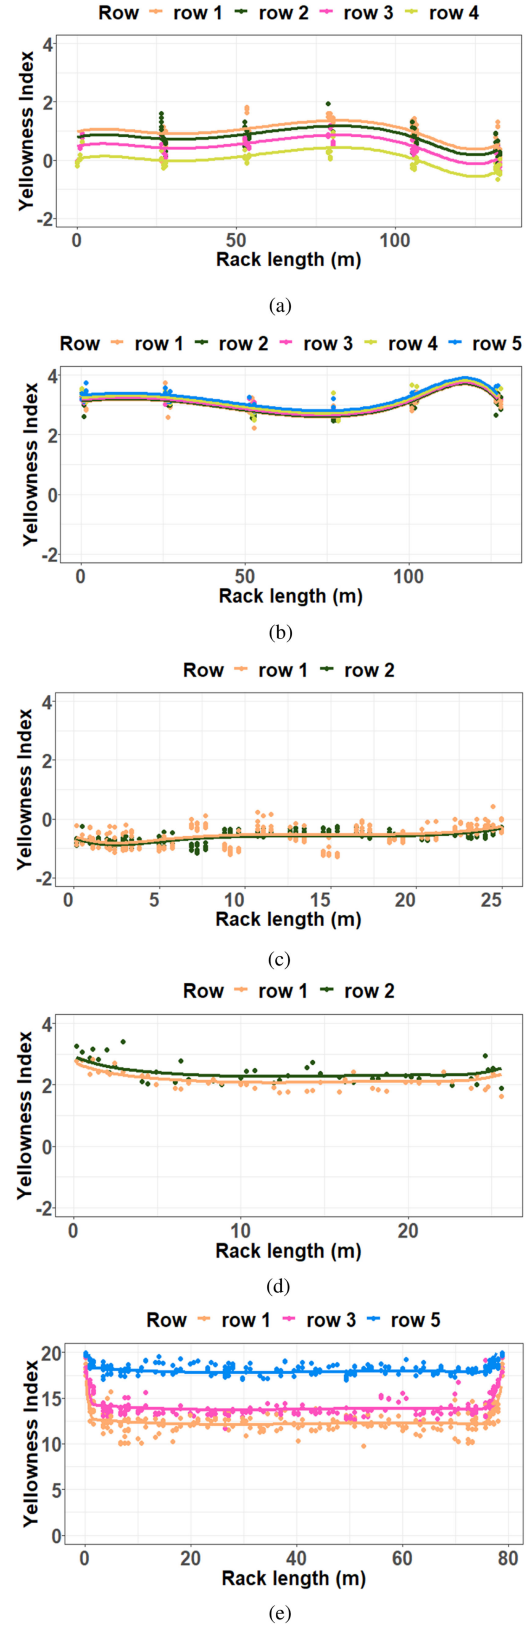 Row row 1 row 2 row 3 row 4
4
2
0
-2
Yellowness Index
0 50 100
Rack length (m)
(a)
Row row 1 row 2 row 3 row 4 row 5
4
2
0
-2
Yellowness Index
0 50 100
Rack length (m)
(b)
Row row 1 row 2
4
2
0
-2
Yellowness Index
0 5 10 15 20 25
Rack length (m)
(c)
Row row 1 row 2
4
2
0
-2
Yellowness Index
0 10 20
Rack length (m)
(d)
Row row 1 row 3 row 5
20
15
10
5
0
Yellowness Index
0 20 40 60 80
Rack length (m)
(e)